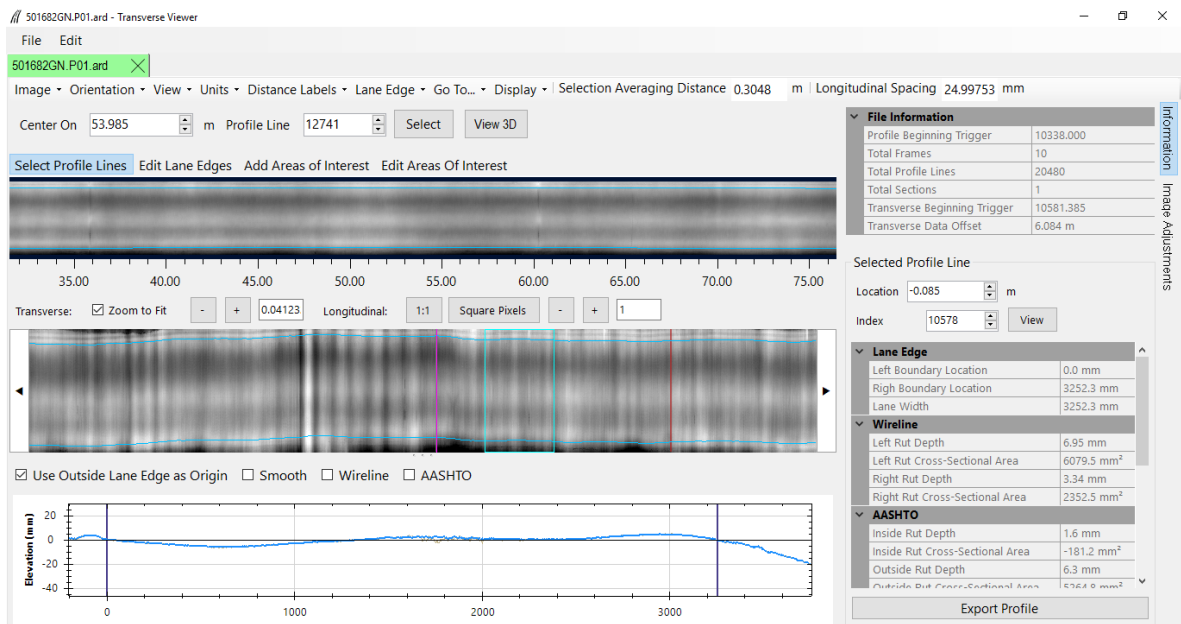 501682GN.P01.ard - Transverse Viewer
File Edit
501682GN.P01.ard
Image Orientation View Units Distance Labels Lane Edge Go To... Display Selection Averaging Distance 0.3048 m Longitudinal Spacing 24.99753 mm
Center On 53.985 m Profile Line 12741 Select View 3D
Select Profile Lines Edit Lane Edges Add Areas of Interest Edit Areas Of Interest
35.00 40.00 45.00 50.00 55.00 60.00 65.00 70.00 75.00
Transverse: Zoom to Fit - + 0.04123 Longitudinal: 1:1 Square Pixels - + 1
Use Outside Lane Edge as Origin Smooth Wireline AASHTO
Elevation (mm)
20
0
-20
-40
0 1000 2000 3000
File Information
Profile Beginning Trigger 10338.000
Total Frames 10
Total Profile Lines 20480
Total Sections 1
Transverse Beginning Trigger 10581.385
Transverse Data Offset 6.084 m
Selected Profile Line
Location -0.085 m
Index 10578 View
Lane Edge
Left Boundary Location 0.0 mm
Righ Boundary Location 3252.3 mm
Lane Width 3252.3 mm
Wireline
Left Rut Depth 6.95 mm
Left Rut Cross-Sectional Area 6079.5 mm²
Right Rut Depth 3.34 mm
Right Rut Cross-Sectional Area 2352.5 mm²
AASHTO
Inside Rut Depth 1.6 mm
Inside Rut Cross-Sectional Area -181.2 mm²
Outside Rut Depth 6.3 mm
Outside Rut Cross-Sectional Area 5264.8 mm²
Export Profile
Information
Image Adjustments